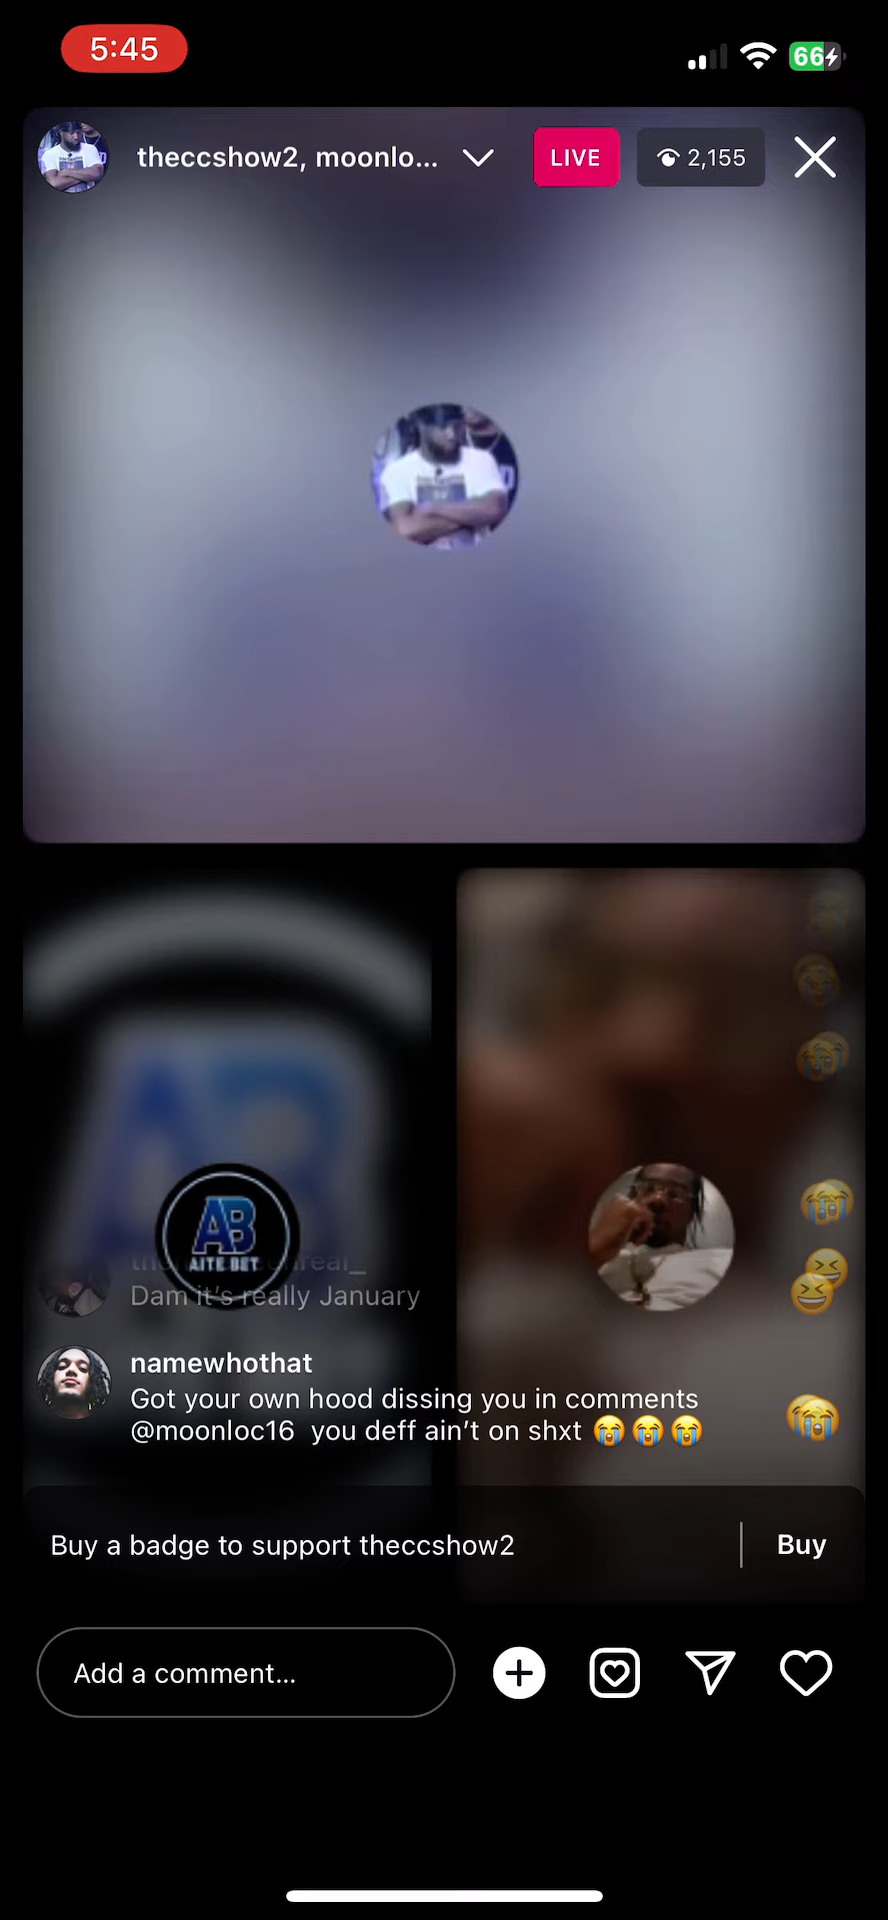 5:45
66
theccshow2, moonlo...
LIVE
2,155
AB
AB
AITE BET
Dam it's really January
namewhothat
Got your own hood dissing you in comments
@moonloc16 you deff ain't on shxt 😭😭😭
Buy a badge to support theccshow2
Buy
Add a comment...